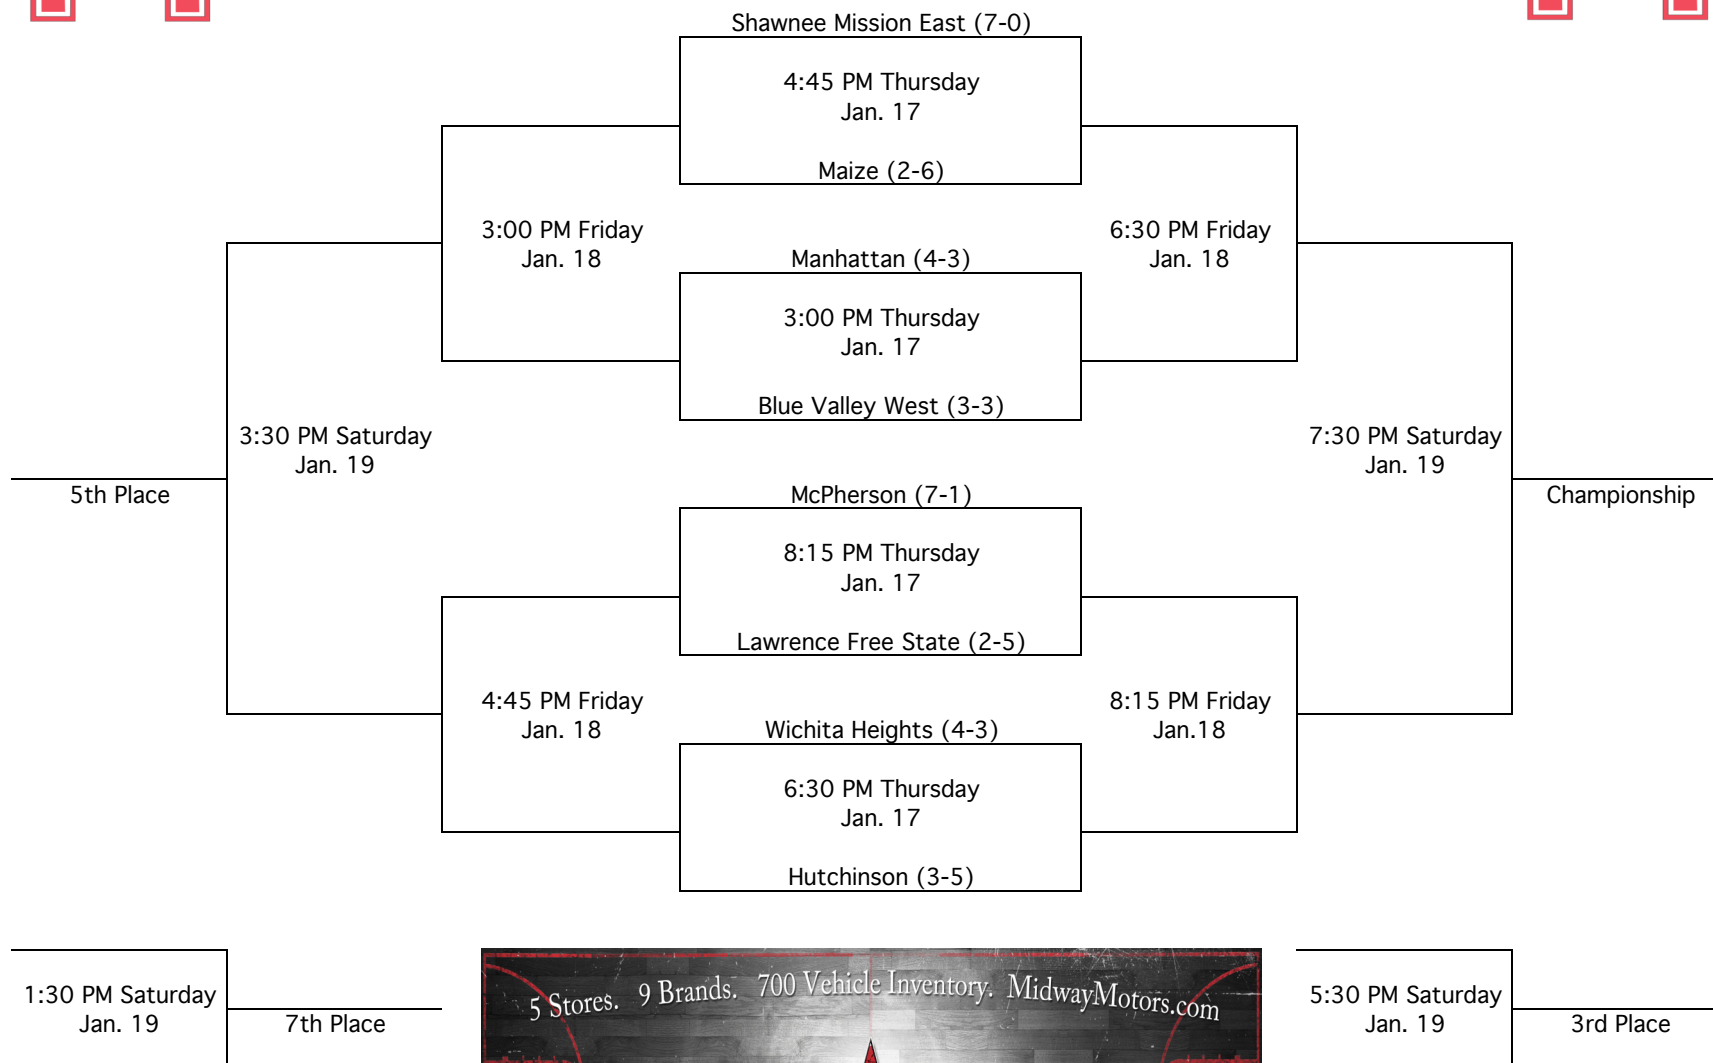 Shawnee Mission East (7-0)
4:45 PM Thursday
Jan. 17
Maize (2-6)
3:00 PM Friday
Jan. 18
Manhattan (4-3)
6:30 PM Friday
Jan. 18
3:00 PM Thursday
Jan. 17
Blue Valley West (3-3)
3:30 PM Saturday
Jan. 19
7:30 PM Saturday
Jan. 19
5th Place
McPherson (7-1)
Championship
8:15 PM Thursday
Jan. 17
Lawrence Free State (2-5)
4:45 PM Friday
Jan. 18
Wichita Heights (4-3)
8:15 PM Friday
Jan.18
6:30 PM Thursday
Jan. 17
Hutchinson (3-5)
1:30 PM Saturday
Jan. 19
7th Place
5 Stores. 9 Brands. 700 Vehicle Inventory. MidwayMotors.com
5:30 PM Saturday
Jan. 19
3rd Place